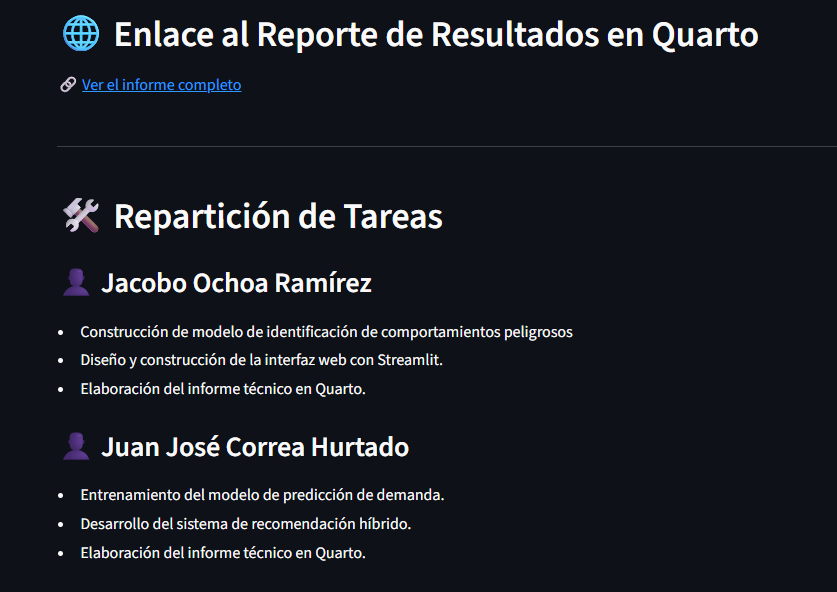 Enlace al Reporte de Resultados en Quarto
Ver el informe completo
Repartición de Tareas
Jacobo Ochoa Ramírez
Construcción de modelo de identificación de comportamientos peligrosos
Diseño y construcción de la interfaz web con Streamlit.
Elaboración del informe técnico en Quarto.
Juan José Correa Hurtado
Entrenamiento del modelo de predicción de demanda.
Desarrollo del sistema de recomendación híbrido.
Elaboración del informe técnico en Quarto.